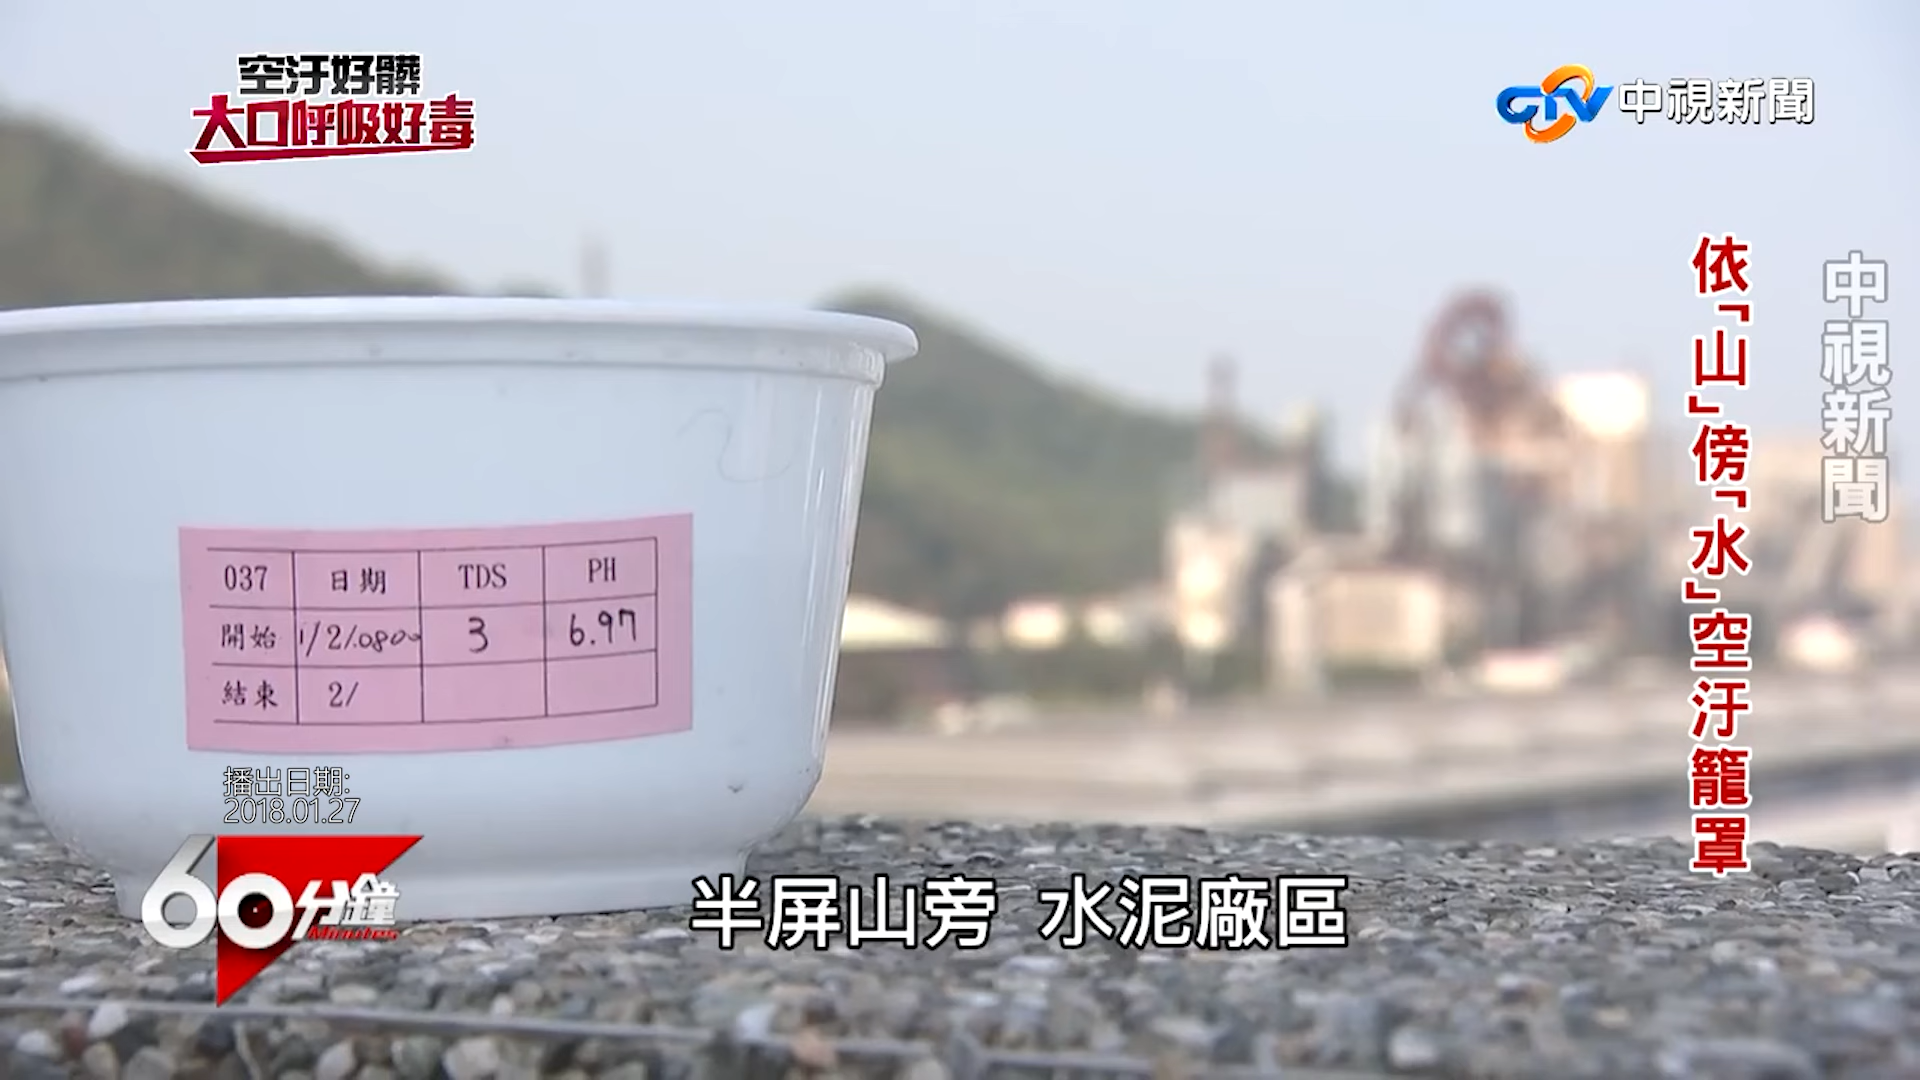 空汙好髒
大口呼吸好毒
CTV 中視新聞
依「山」傍「水」空汙籠罩
中視新聞
037 日期 TDS PH
開始 1/2/.0800 3 6.97
結束 2/
播出日期:
2018.01.27
60分鐘
Minutes
半屏山旁 水泥廠區